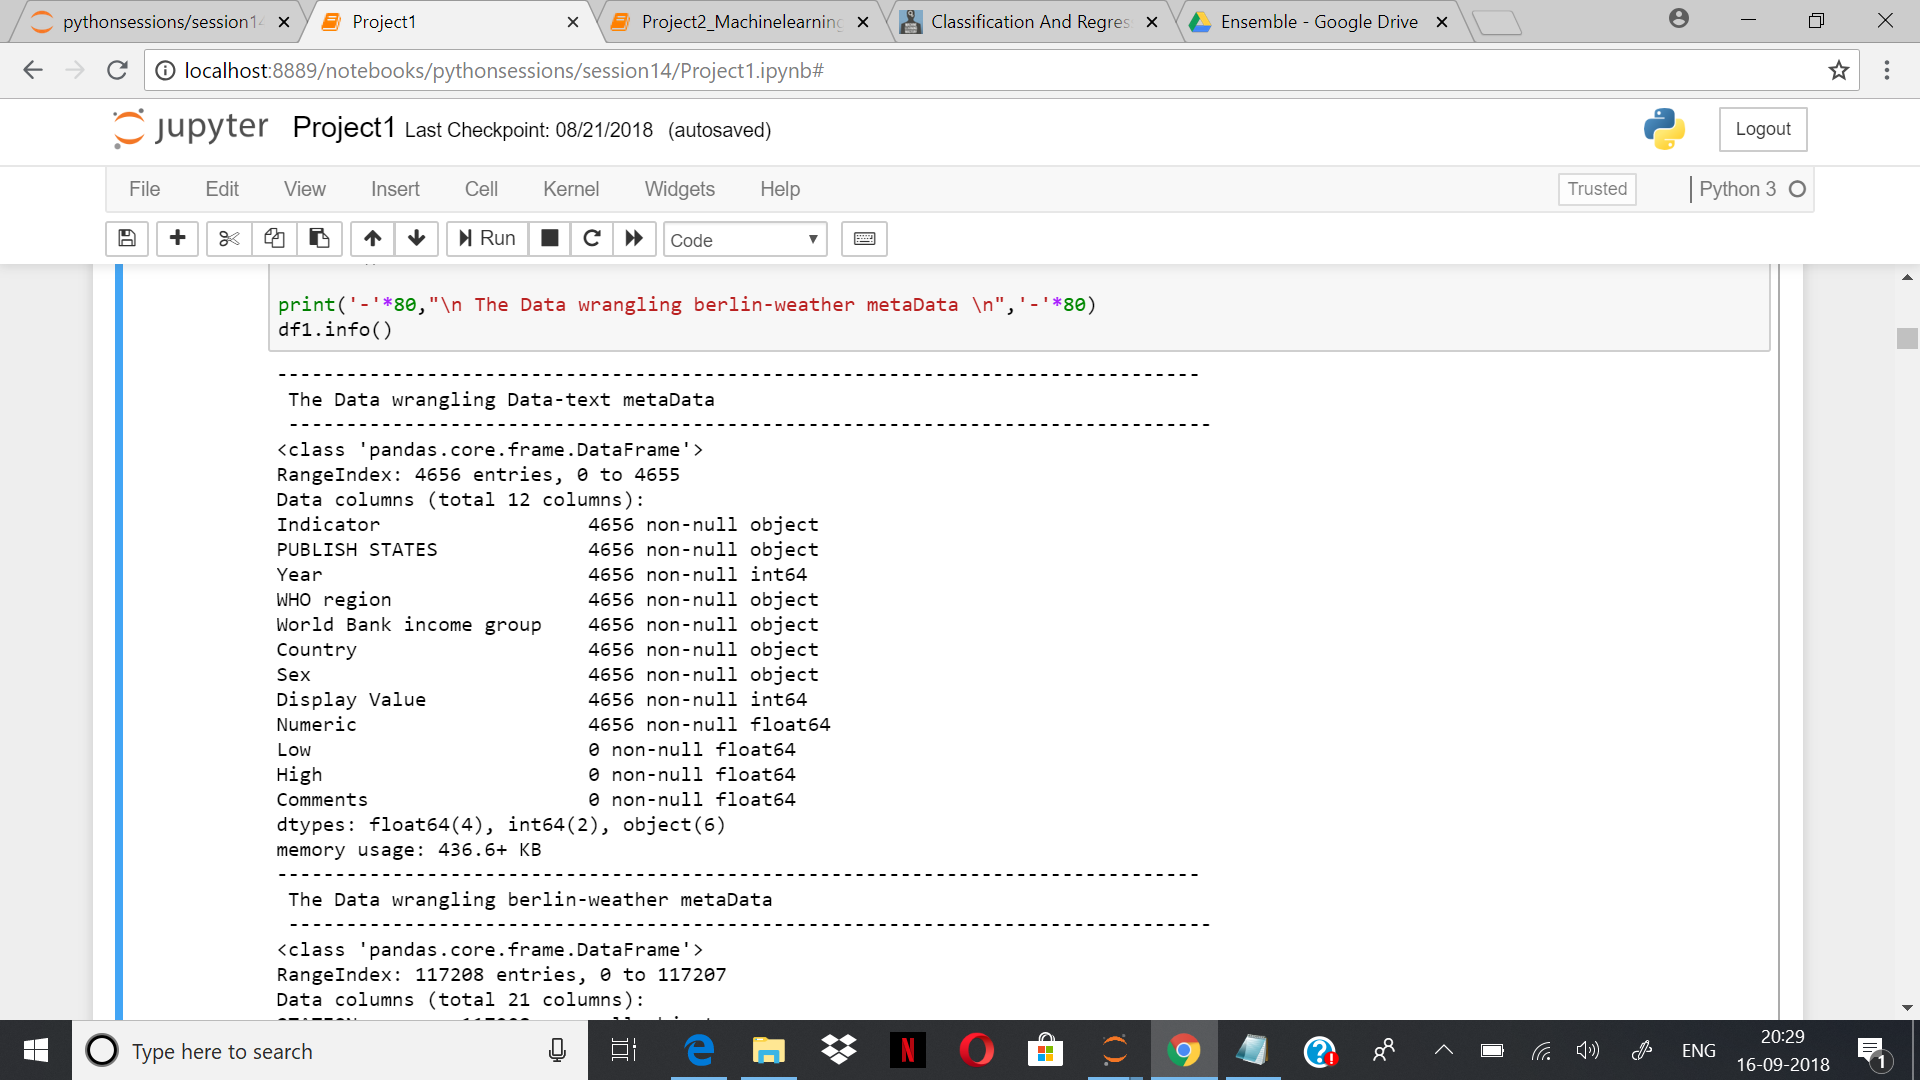 pythonsessions/session14
Project1
Project2_Machinelearning
Classification And Regres
Ensemble - Google Drive
localhost:8889/notebooks/pythonsessions/session14/Project1.ipynb#
jupyter Project1 Last Checkpoint: 08/21/2018 (autosaved)
Logout
File Edit View Insert Cell Kernel Widgets Help
Trusted
Python 3
Run
Code
print('-'*80,"\n The Data wrangling berlin-weather metaData \n",'-'*80)
df1.info()
--------------------------------------------------------------------------------
The Data wrangling Data-text metaData
--------------------------------------------------------------------------------
<class 'pandas.core.frame.DataFrame'>
RangeIndex: 4656 entries, 0 to 4655
Data columns (total 12 columns):
Indicator 4656 non-null object
PUBLISH STATES 4656 non-null object
Year 4656 non-null int64
WHO region 4656 non-null object
World Bank income group 4656 non-null object
Country 4656 non-null object
Sex 4656 non-null object
Display Value 4656 non-null int64
Numeric 4656 non-null float64
Low 0 non-null float64
High 0 non-null float64
Comments 0 non-null float64
dtypes: float64(4), int64(2), object(6)
memory usage: 436.6+ KB
--------------------------------------------------------------------------------
The Data wrangling berlin-weather metaData
--------------------------------------------------------------------------------
<class 'pandas.core.frame.DataFrame'>
RangeIndex: 117208 entries, 0 to 117207
Data columns (total 21 columns):
Type here to search
ENG
20:29
16-09-2018
1